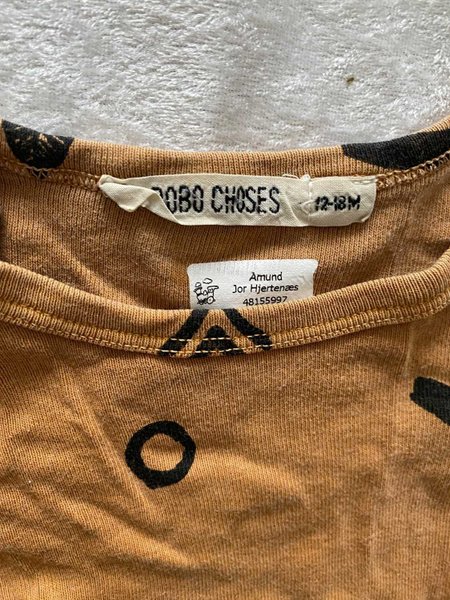 BOBO CHOSES
12-18M
Amund
Jor Hjertenæs
48155997